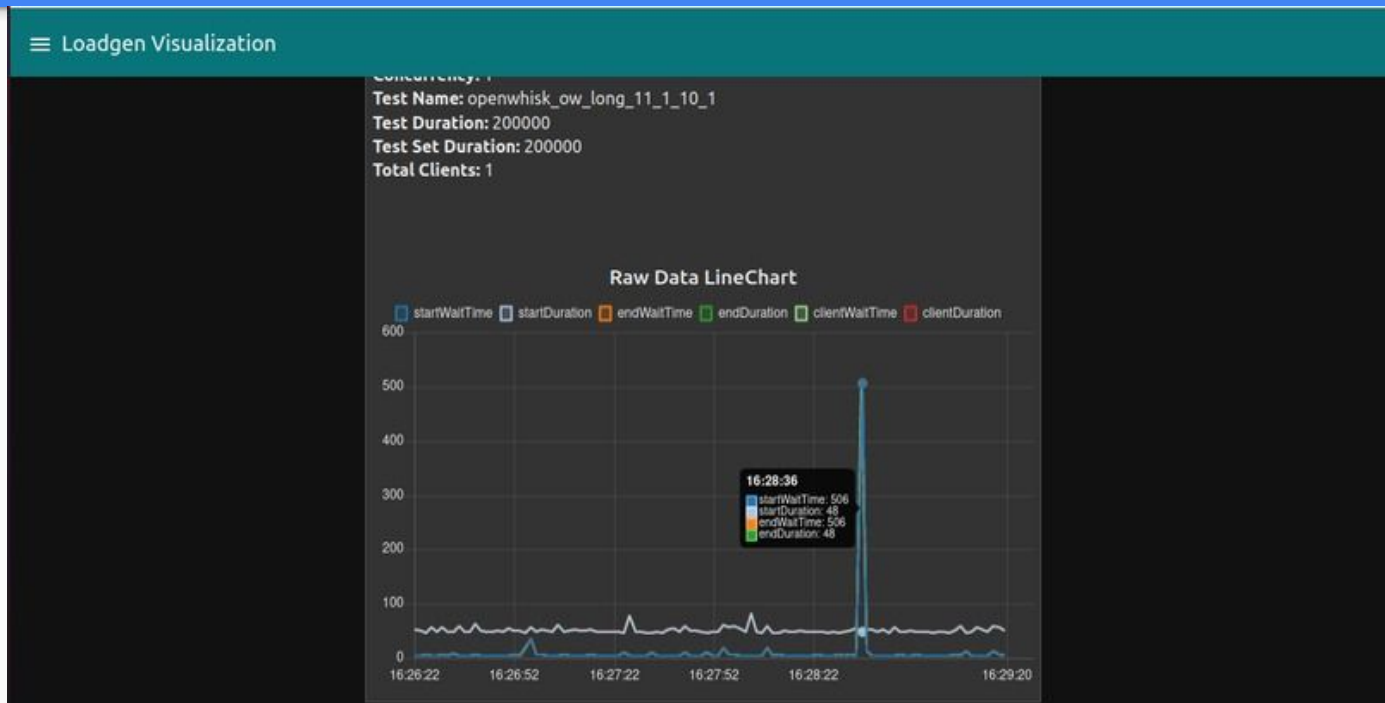 Loadgen Visualization
Concurrency: 1
Test Name: openwhisk_ow_long_11_1_10_1
Test Duration: 200000
Test Set Duration: 200000
Total Clients: 1
Raw Data LineChart
startWaitTime startDuration endWaitTime endDuration clientWaitTime clientDuration
600
500
400
300
200
100
0
16:28:36
startWaitTime: 506
startDuration: 48
endWaitTime: 506
endDuration: 48
16:26:22 16:26:52 16:27:22 16:27:52 16:28:22 16:29:20